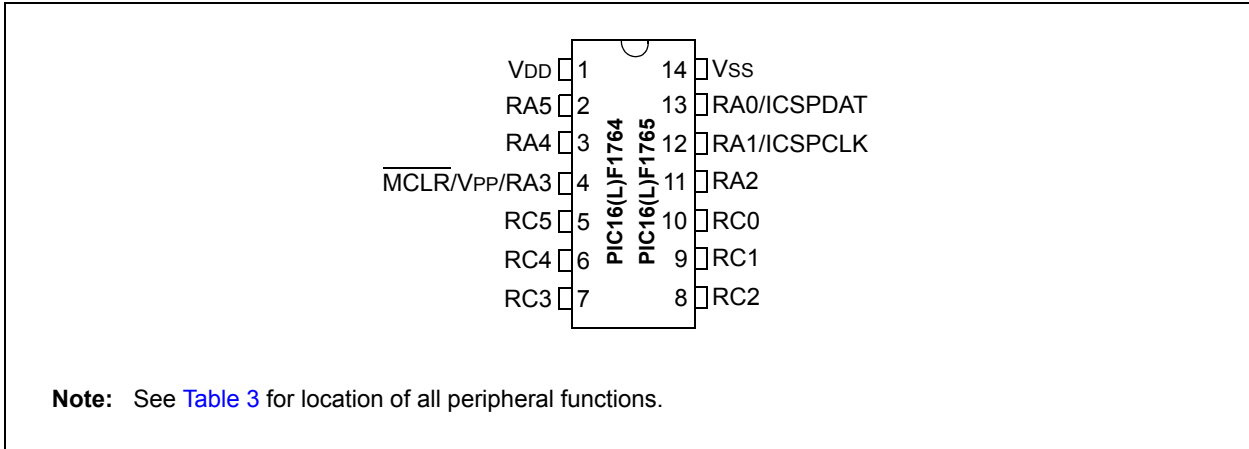 VDD 1 14 VSS
RA5 2 13 RA0/ICSPDAT
RA4 3 12 RA1/ICSPCLK
MCLR/VPP/RA3 4 11 RA2
RC5 5 10 RC0
RC4 6 9 RC1
RC3 7 8 RC2
PIC16(L)F1764
PIC16(L)F1765
Note: See Table 3 for location of all peripheral functions.